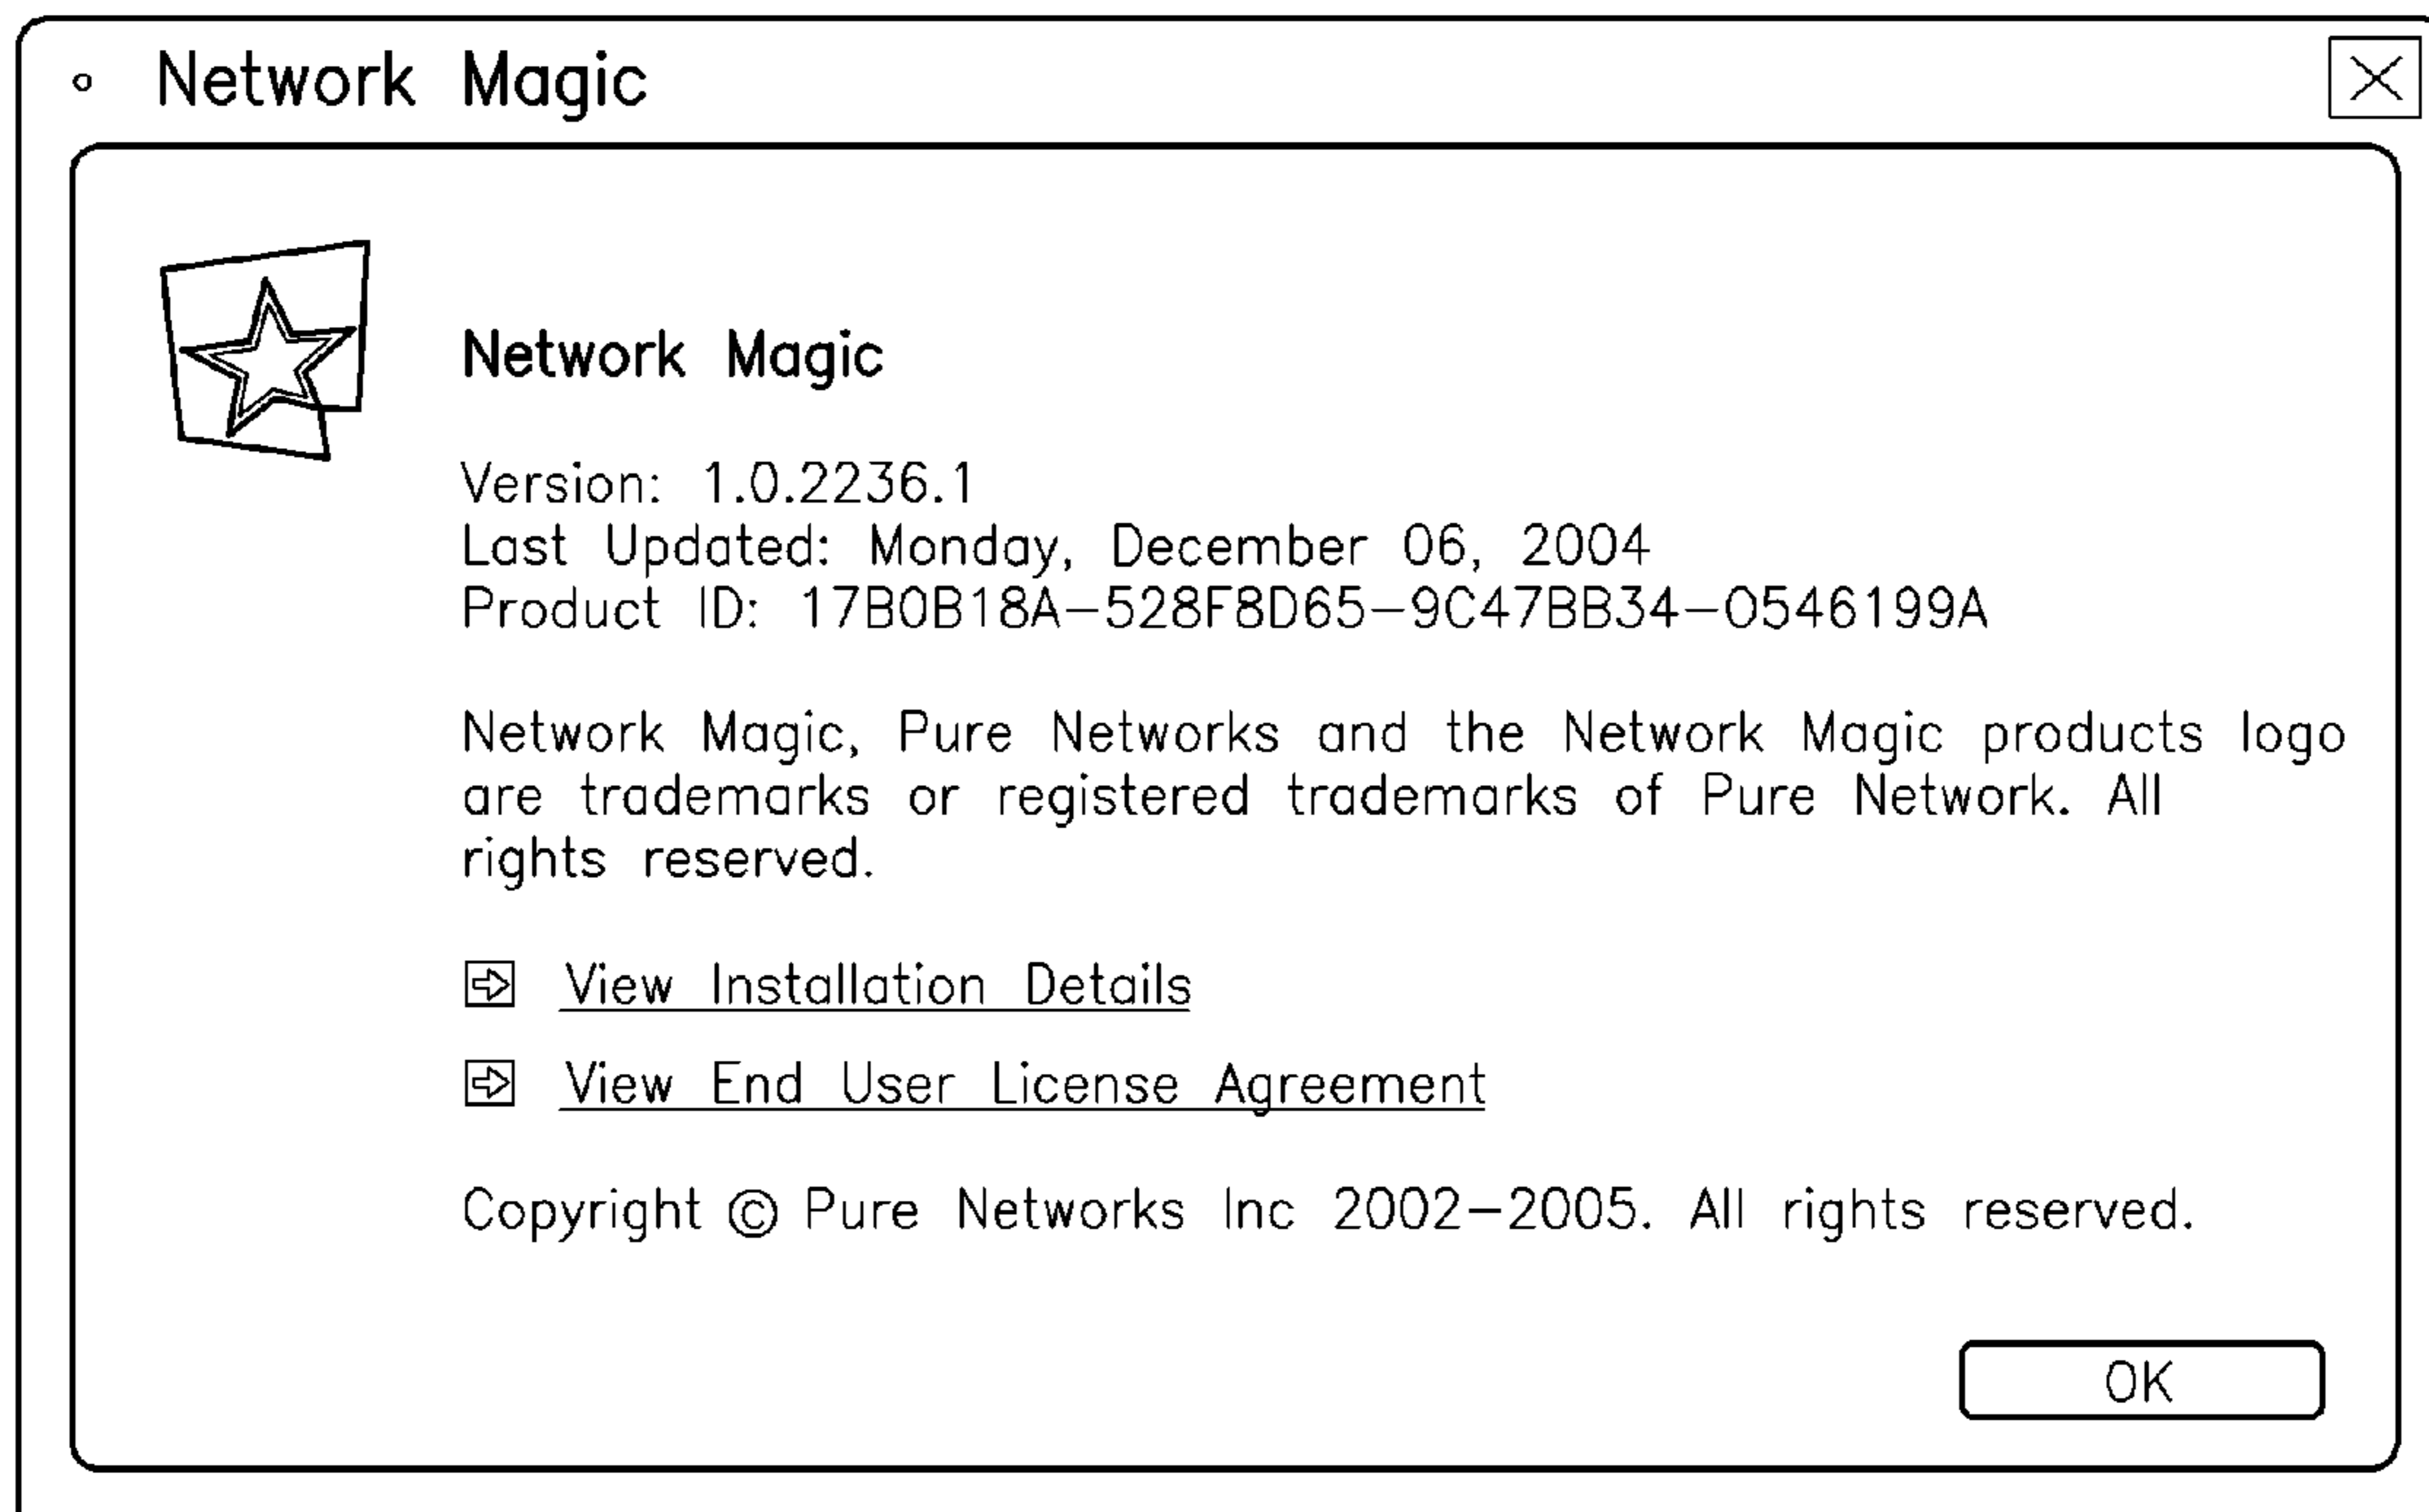 Network Magic
Network Magic
Version: 1.0.2236.1
Last Updated: Monday, December 06, 2004
Product ID: 17B0B18A-528F8D65-9C47BB34-0546199A
Network Magic, Pure Networks and the Network Magic products logo
are trademarks or registered trademarks of Pure Network. All
rights reserved.
View Installation Details
View End User License Agreement
Copyright © Pure Networks Inc 2002-2005. All rights reserved.
OK